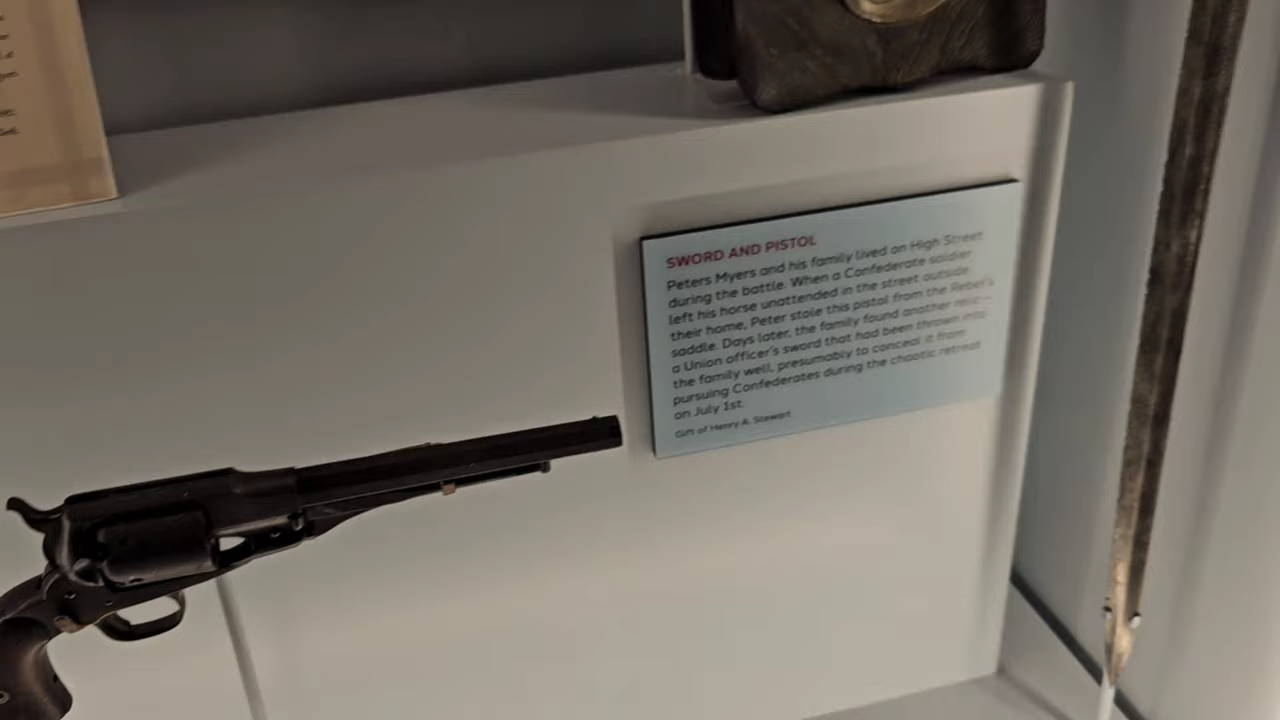 SWORD AND PISTOL
Peters Myers and his family lived on High Street
during the battle. When a Confederate soldier
left his horse unattended in the street outside
their home, Peter stole this pistol from the Rebel's
saddle. Days later, the family found another relic—
a Union officer's sword that had been thrown into
the family well, presumably to conceal it from
pursuing Confederates during the chaotic retreat
on July 1st.
Gift of Henry A. Stewart